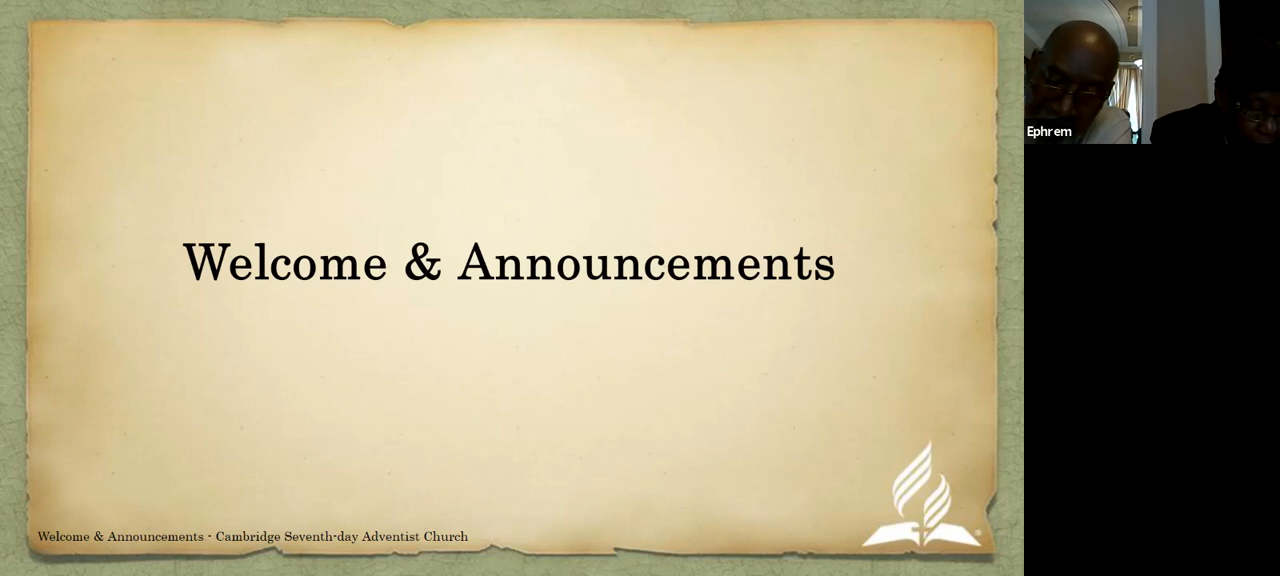 Welcome & Announcements
Welcome & Announcements - Cambridge Seventh-day Adventist Church
Ephrem